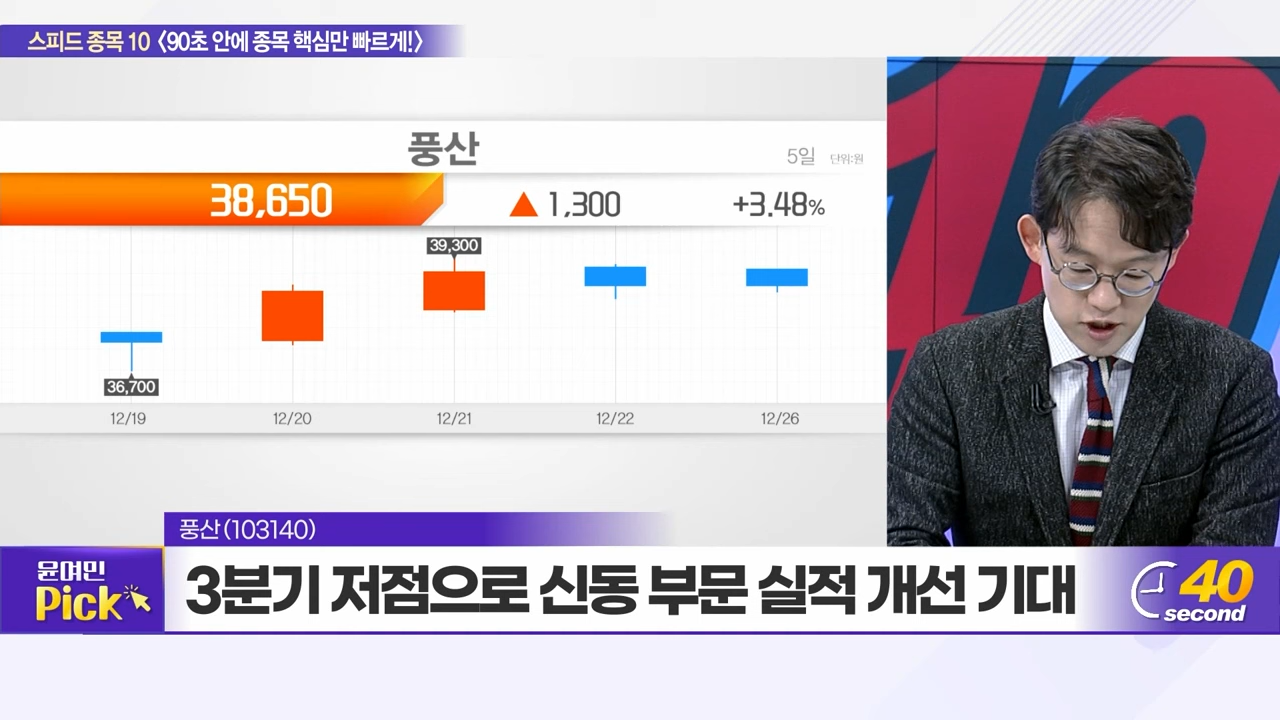 스피드 종목 10 〈90초 안에 종목 핵심만 빠르게!〉
풍산
5일 단위:원
38,650 ▲ 1,300 +3.48%
39,300
36,700
12/19 12/20 12/21 12/22 12/26
풍산(103140)
윤여민
Pick
3분기 저점으로 신동 부문 실적 개선 기대
40
second
10